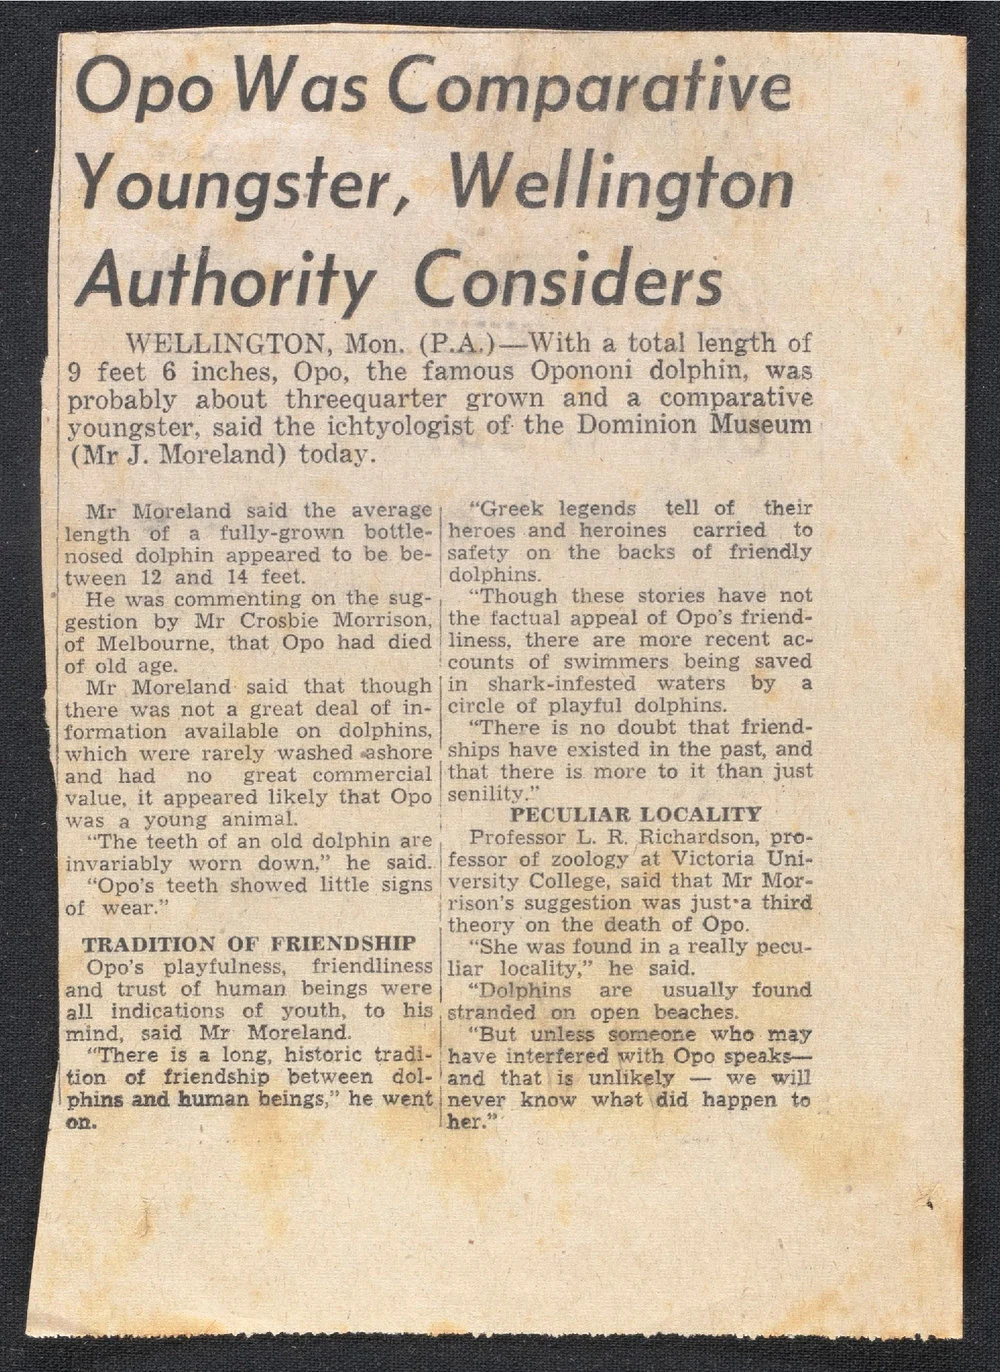 Opo Was Comparative
Youngster, Wellington
Authority Considers
WELLINGTON, Mon. (P.A.)—With a total length of
9 feet 6 inches, Opo, the famous Opononi dolphin, was
probably about threequarter grown and a comparative
youngster, said the ichtyologist of the Dominion Museum
(Mr J. Moreland) today.
Mr Moreland said the average
length of a fully-grown bottle-
nosed dolphin appeared to be be-
tween 12 and 14 feet.
He was commenting on the sug-
gestion by Mr Crosbie Morrison,
of Melbourne, that Opo had died
of old age.
Mr Moreland said that though
there was not a great deal of in-
formation available on dolphins,
which were rarely washed ashore
and had no great commercial
value, it appeared likely that Opo
was a young animal.
"The teeth of an old dolphin are
invariably worn down," he said.
"Opo's teeth showed little signs
of wear."
TRADITION OF FRIENDSHIP
Opo's playfulness, friendliness
and trust of human beings were
all indications of youth, to his
mind, said Mr Moreland.
"There is a long, historic tradi-
tion of friendship between dol-
phins and human beings," he went
on.
"Greek legends tell of their
heroes and heroines carried to
safety on the backs of friendly
dolphins.
"Though these stories have not
the factual appeal of Opo's friend-
liness, there are more recent ac-
counts of swimmers being saved
in shark-infested waters by a
circle of playful dolphins.
"There is no doubt that friend-
ships have existed in the past, and
that there is more to it than just
senility."
PECULIAR LOCALITY
Professor L. R. Richardson, pro-
fessor of zoology at Victoria Uni-
versity College, said that Mr Mor-
rison's suggestion was just a third
theory on the death of Opo.
"She was found in a really pecu-
liar locality," he said.
"Dolphins are usually found
stranded on open beaches.
"But unless someone who may
have interfered with Opo speaks—
and that is unlikely — we will
never know what did happen to
her."